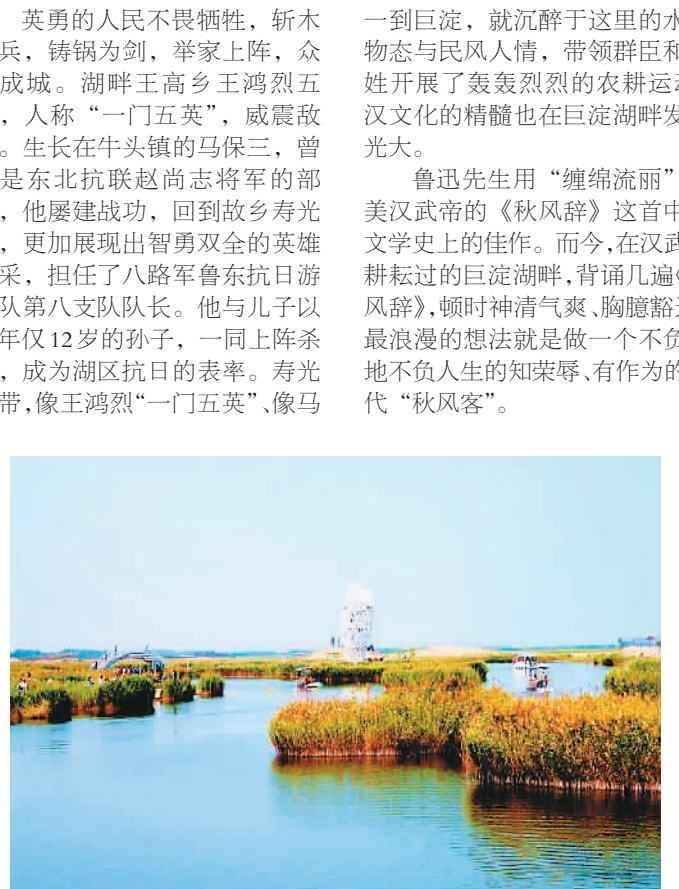 英勇的人民不畏牺牲，斩木
兵，铸锅为剑，举家上阵，众
成城。湖畔王高乡王鸿烈五
，人称“一门五英”，威震敌
。生长在牛头镇的马保三，曾
是东北抗联赵尚志将军的部
，他屡建战功，回到故乡寿光
，更加展现出智勇双全的英雄
采，担任了八路军鲁东抗日游
队第八支队队长。他与儿子以
年仅12岁的孙子，一同上阵杀
，成为湖区抗日的表率。寿光
带，像王鸿烈“一门五英”、像马
一到巨淀，就沉醉于这里的水
物态与民风人情，带领群臣和
姓开展了轰轰烈烈的农耕运动
汉文化的精髓也在巨淀湖畔发
光大。
鲁迅先生用“缠绵流丽”
美汉武帝的《秋风辞》这首中
文学史上的佳作。而今，在汉武
耕耘过的巨淀湖畔，背诵几遍《
风辞》，顿时神清气爽、胸臆豁
最浪漫的想法就是做一个不负
地不负人生的知荣辱、有作为的
代“秋风客”。